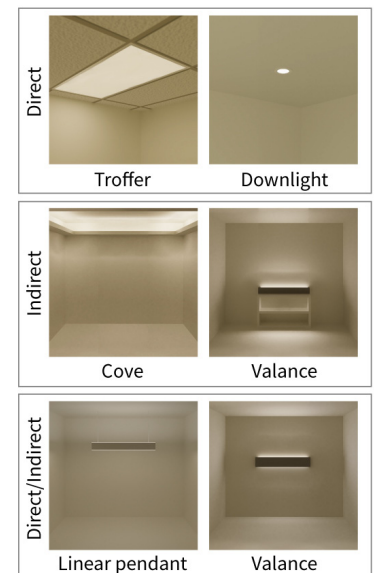 Direct
Troffer
Downlight
Indirect
Cove
Valance
Direct/Indirect
Linear pendant
Valance